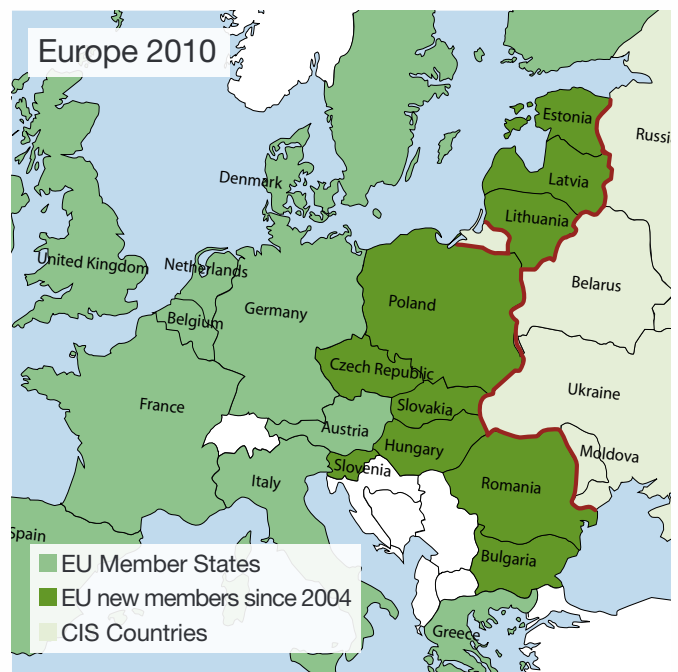 Europe 2010
Estonia
Russi
Latvia
Denmark
Lithuania
United Kingdom
Netherlands
Belarus
Poland
Germany
Belgium
Czech Republic
Ukraine
France
Slovakia
Austria
Hungary
Moldova
Slovenia
Italy
Romania
Spain
Bulgaria
EU Member States
EU new members since 2004
CIS Countries
Greece